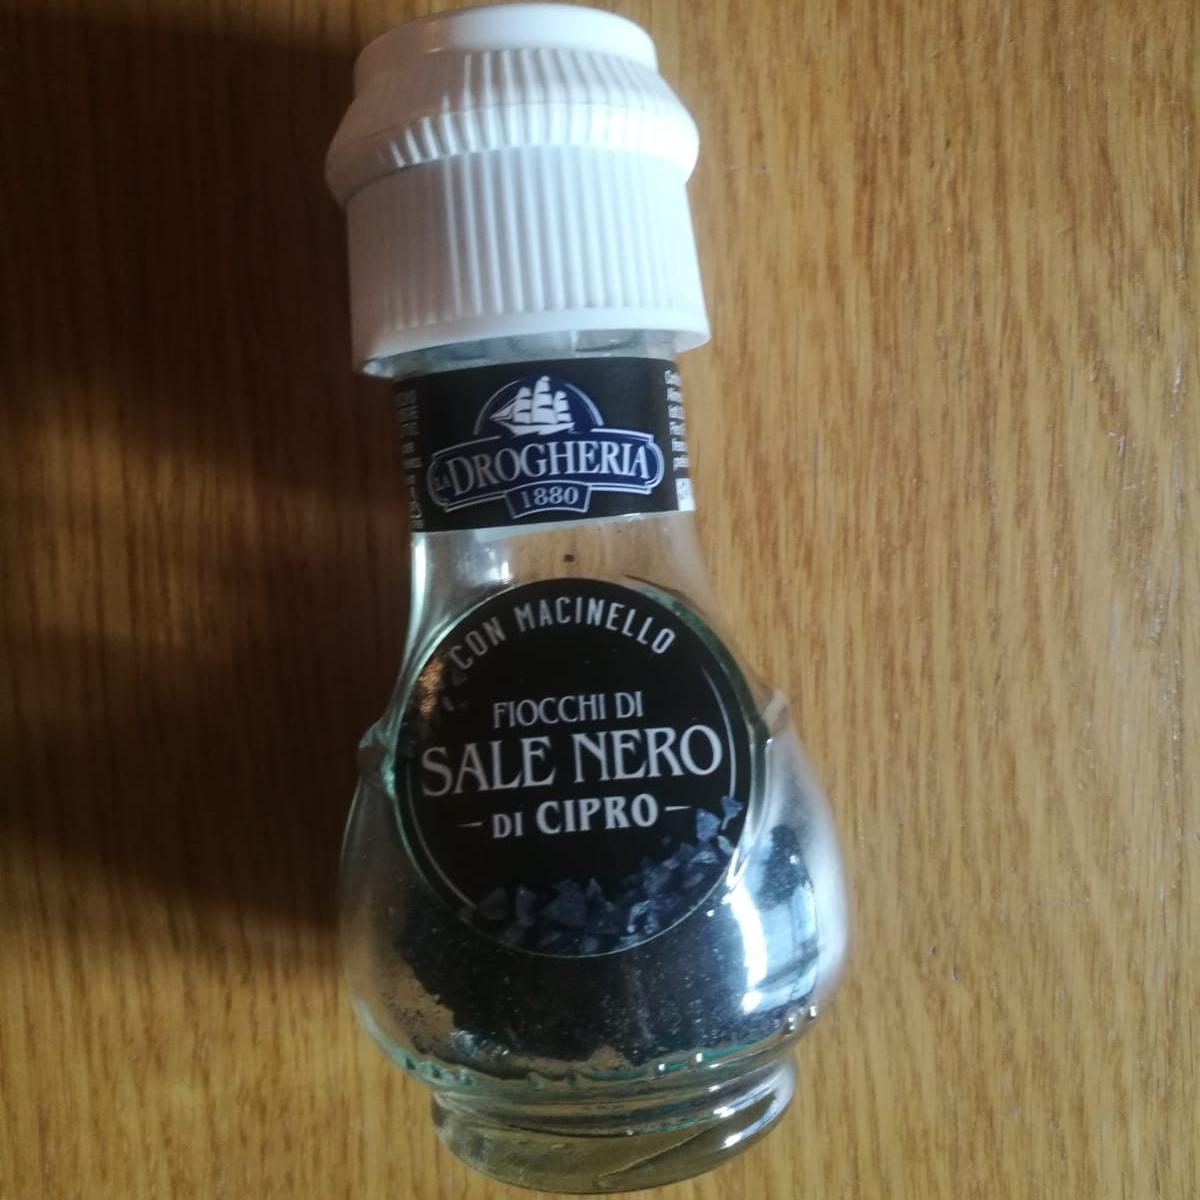 LA DROGHERIA
1880
CON MACINELLO
FIOCCHI DI
SALE NERO
DI CIPRO